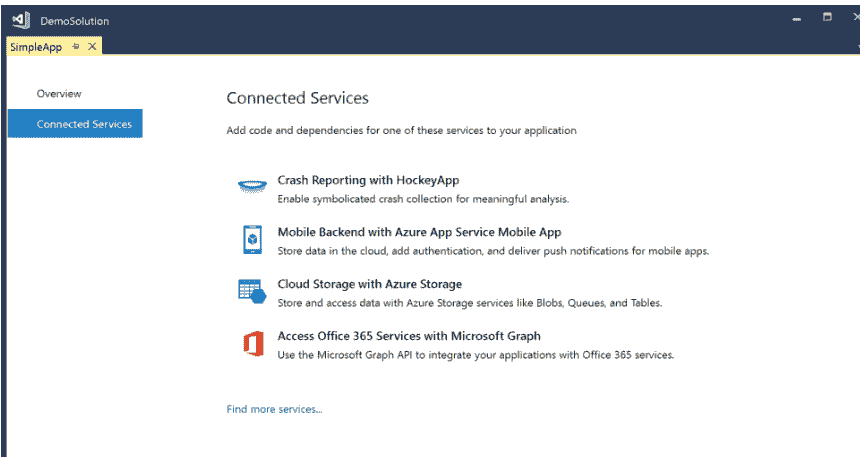 DemoSolution
SimpleApp
Overview
Connected Services
Connected Services
Add code and dependencies for one of these services to your application
Crash Reporting with HockeyApp
Enable symbolicated crash collection for meaningful analysis.
Mobile Backend with Azure App Service Mobile App
Store data in the cloud, add authentication, and deliver push notifications for mobile apps.
Cloud Storage with Azure Storage
Store and access data with Azure Storage services like Blobs, Queues, and Tables.
Access Office 365 Services with Microsoft Graph
Use the Microsoft Graph API to integrate your applications with Office 365 services.
Find more services...